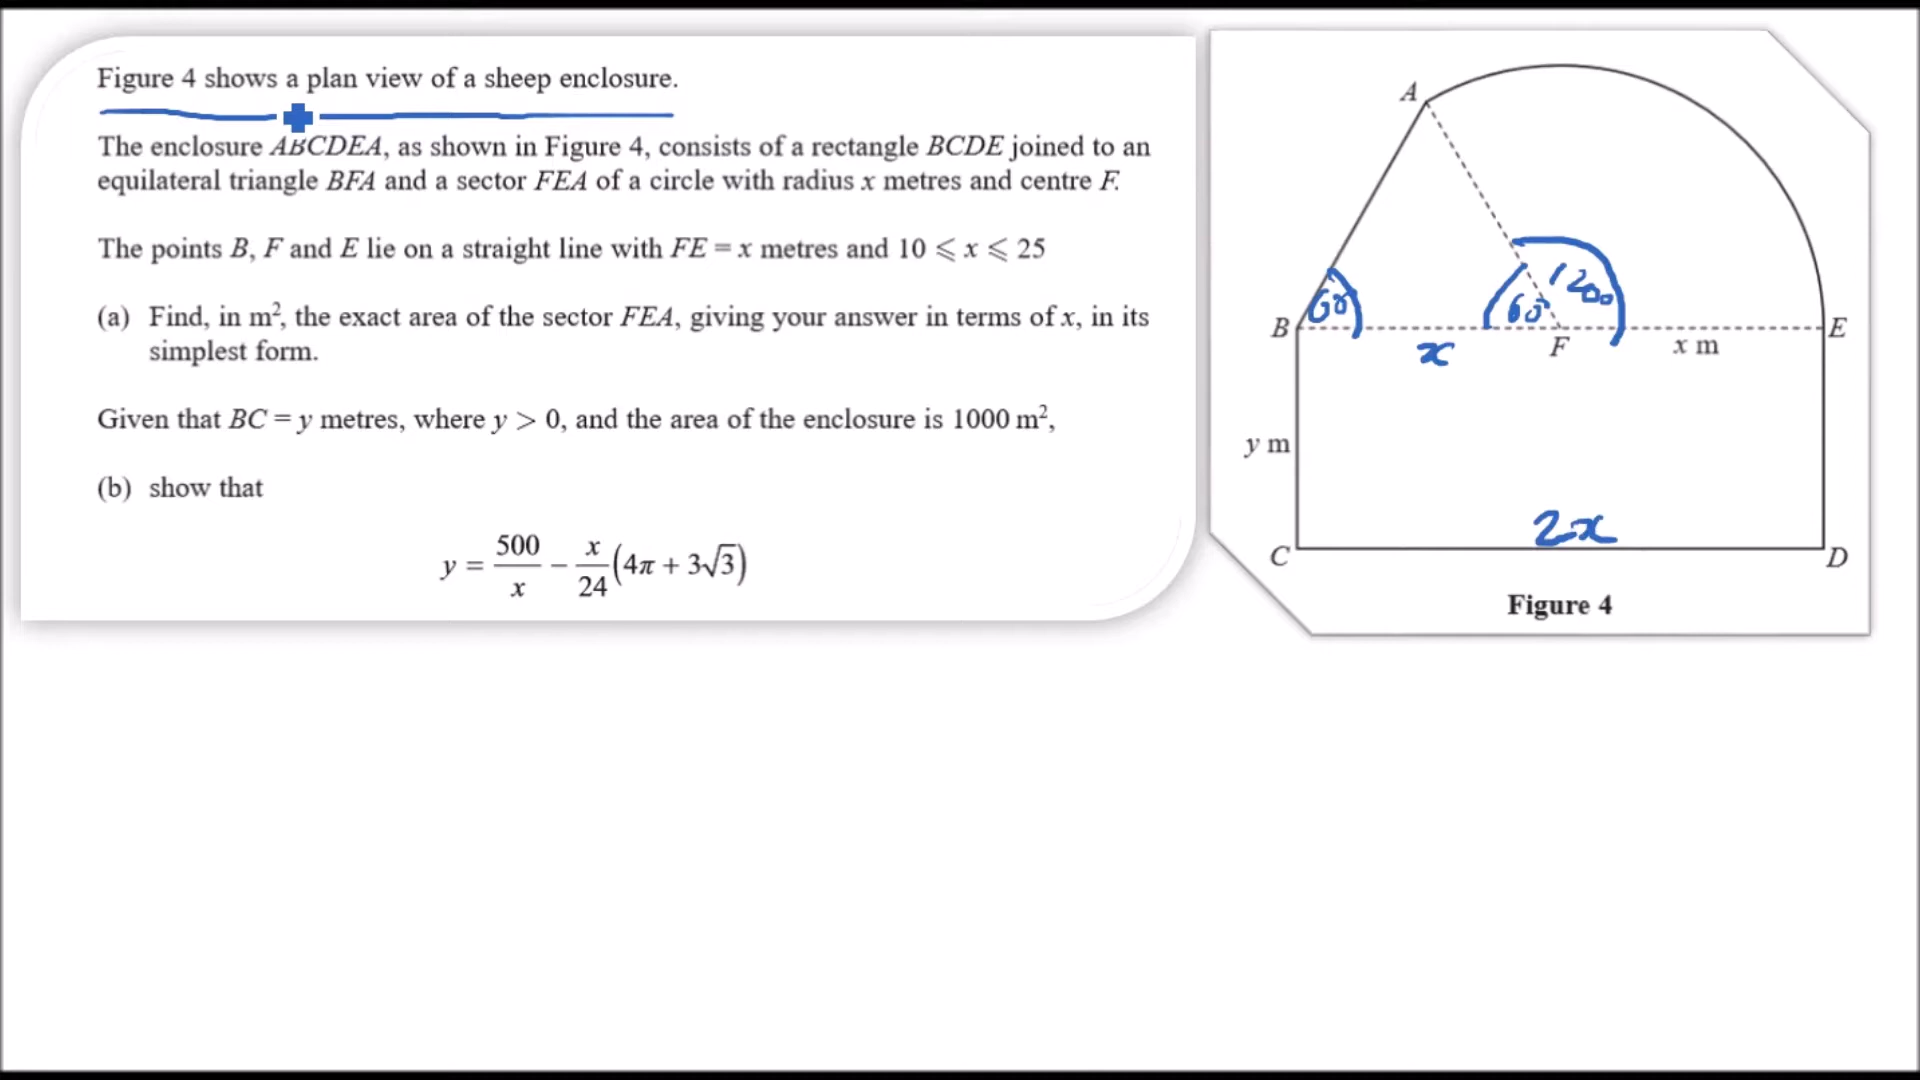 Figure 4 shows a plan view of a sheep enclosure.
The enclosure ABCDEA, as shown in Figure 4, consists of a rectangle BCDE joined to an
equilateral triangle BFA and a sector FEA of a circle with radius x metres and centre F.
The points B, F and E lie on a straight line with FE = x metres and 10 ⩽ x ⩽ 25
(a) Find, in m², the exact area of the sector FEA, giving your answer in terms of x, in its
simplest form.
Given that BC = y metres, where y > 0, and the area of the enclosure is 1000 m²,
(b) show that
y = 500/x − x/24 (4π + 3√3)
A
60°
60°
120°
B
E
x
F
x m
y m
2x
C
D
Figure 4